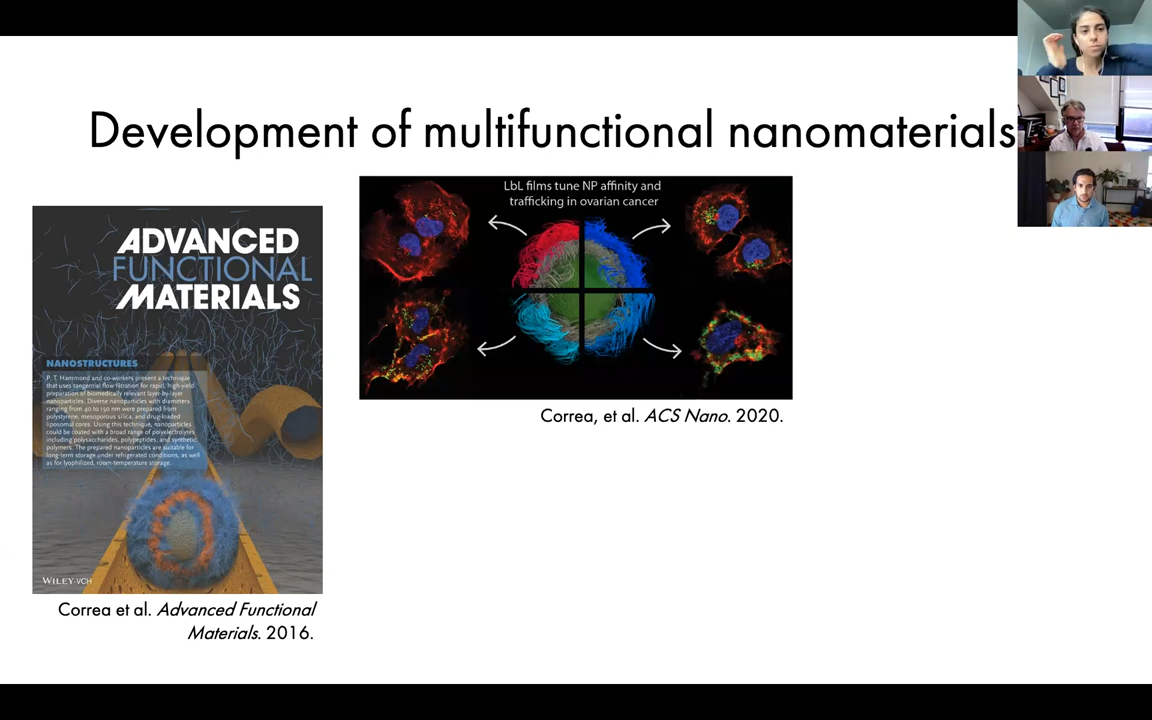 Development of multifunctional nanomaterials
ADVANCED
FUNCTIONAL
MATERIALS
NANOSTRUCTURES
P. T. Hammond and co-workers present a technique
that uses tangential flow filtration for rapid, high-yield
preparation of biomedically relevant layer-by-layer
nanoparticles. Diverse nanoparticles with diameters
ranging from 40 to 150 nm were prepared from
polystyrene, mesoporous silica, and drug-loaded
liposomal cores. Using this technique, nanoparticles
could be coated with a broad range of polyelectrolytes
including polysaccharides, polypeptides, and synthetic
polymers. The prepared nanoparticles are suitable for
long-term storage under refrigerated conditions, as well
as for lyophilized, room-temperature storage.
WILEY-VCH
Correa et al. Advanced Functional
Materials. 2016.
LbL films tune NP affinity and
trafficking in ovarian cancer
Correa, et al. ACS Nano. 2020.